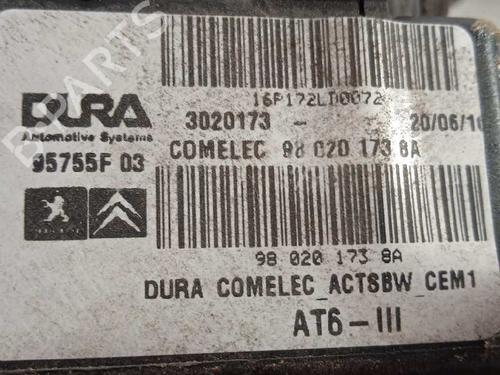 16P172LD0072
DURA
Automotive Systems
3020173 - 20/06/16
95755F 03
COMELEC 98 020 173 8A
98 020 173 8A
DURA COMELEC_ACTSBW_CEM1
AT6-III